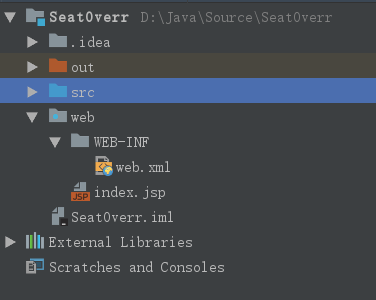 SeatOverr D:\Java\Source\SeatOverr
.idea
out
src
web
WEB-INF
web.xml
index.jsp
SeatOverr.iml
External Libraries
Scratches and Consoles